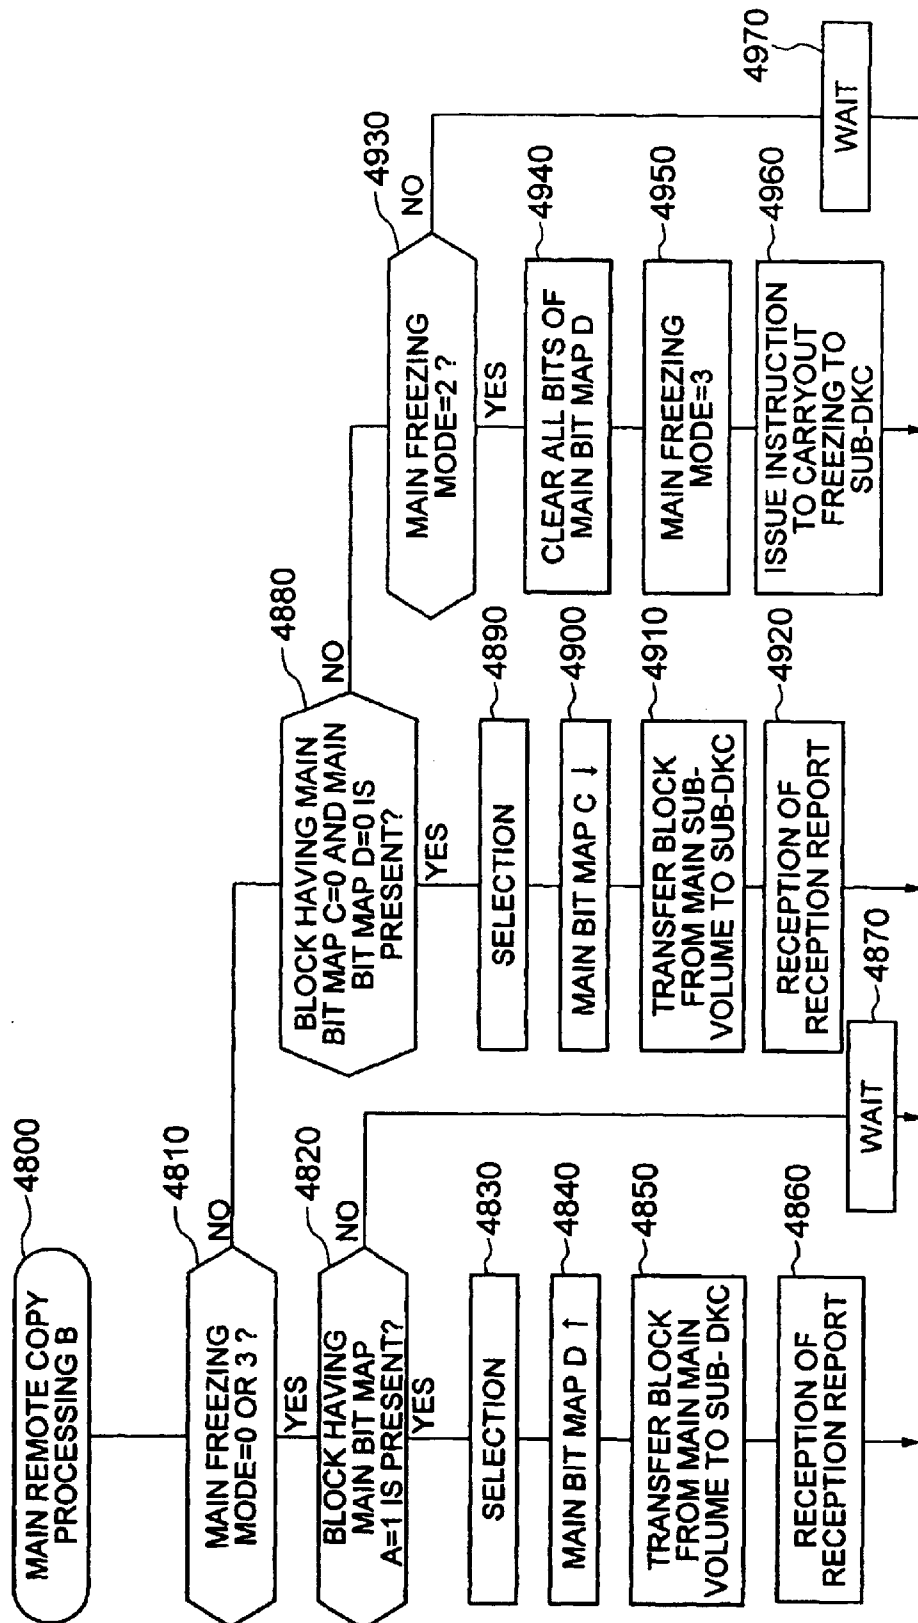 MAIN REMOTE COPY
PROCESSING B
4800
MAIN FREEZING
MODE=0 OR 3 ?
4810
NO
YES
BLOCK HAVING
MAIN BIT MAP
A=1 IS PRESENT?
4820
NO
YES
SELECTION
4830
MAIN BIT MAP D ↑
4840
TRANSFER BLOCK
FROM MAIN MAIN
VOLUME TO SUB- DKC
4850
RECEPTION OF
RECEPTION REPORT
4860
WAIT
4870
BLOCK HAVING MAIN
BIT MAP C=0 AND MAIN
BIT MAP D=0 IS
PRESENT?
4880
NO
YES
SELECTION
4890
MAIN BIT MAP C ↓
4900
TRANSFER BLOCK
FROM MAIN SUB-
VOLUME TO SUB-DKC
4910
RECEPTION OF
RECEPTION REPORT
4920
MAIN FREEZING
MODE=2 ?
4930
NO
YES
CLEAR ALL BITS OF
MAIN BIT MAP D
4940
MAIN FREEZING
MODE=3
4950
ISSUE INSTRUCTION
TO CARRYOUT
FREEZING TO
SUB-DKC
4960
WAIT
4970